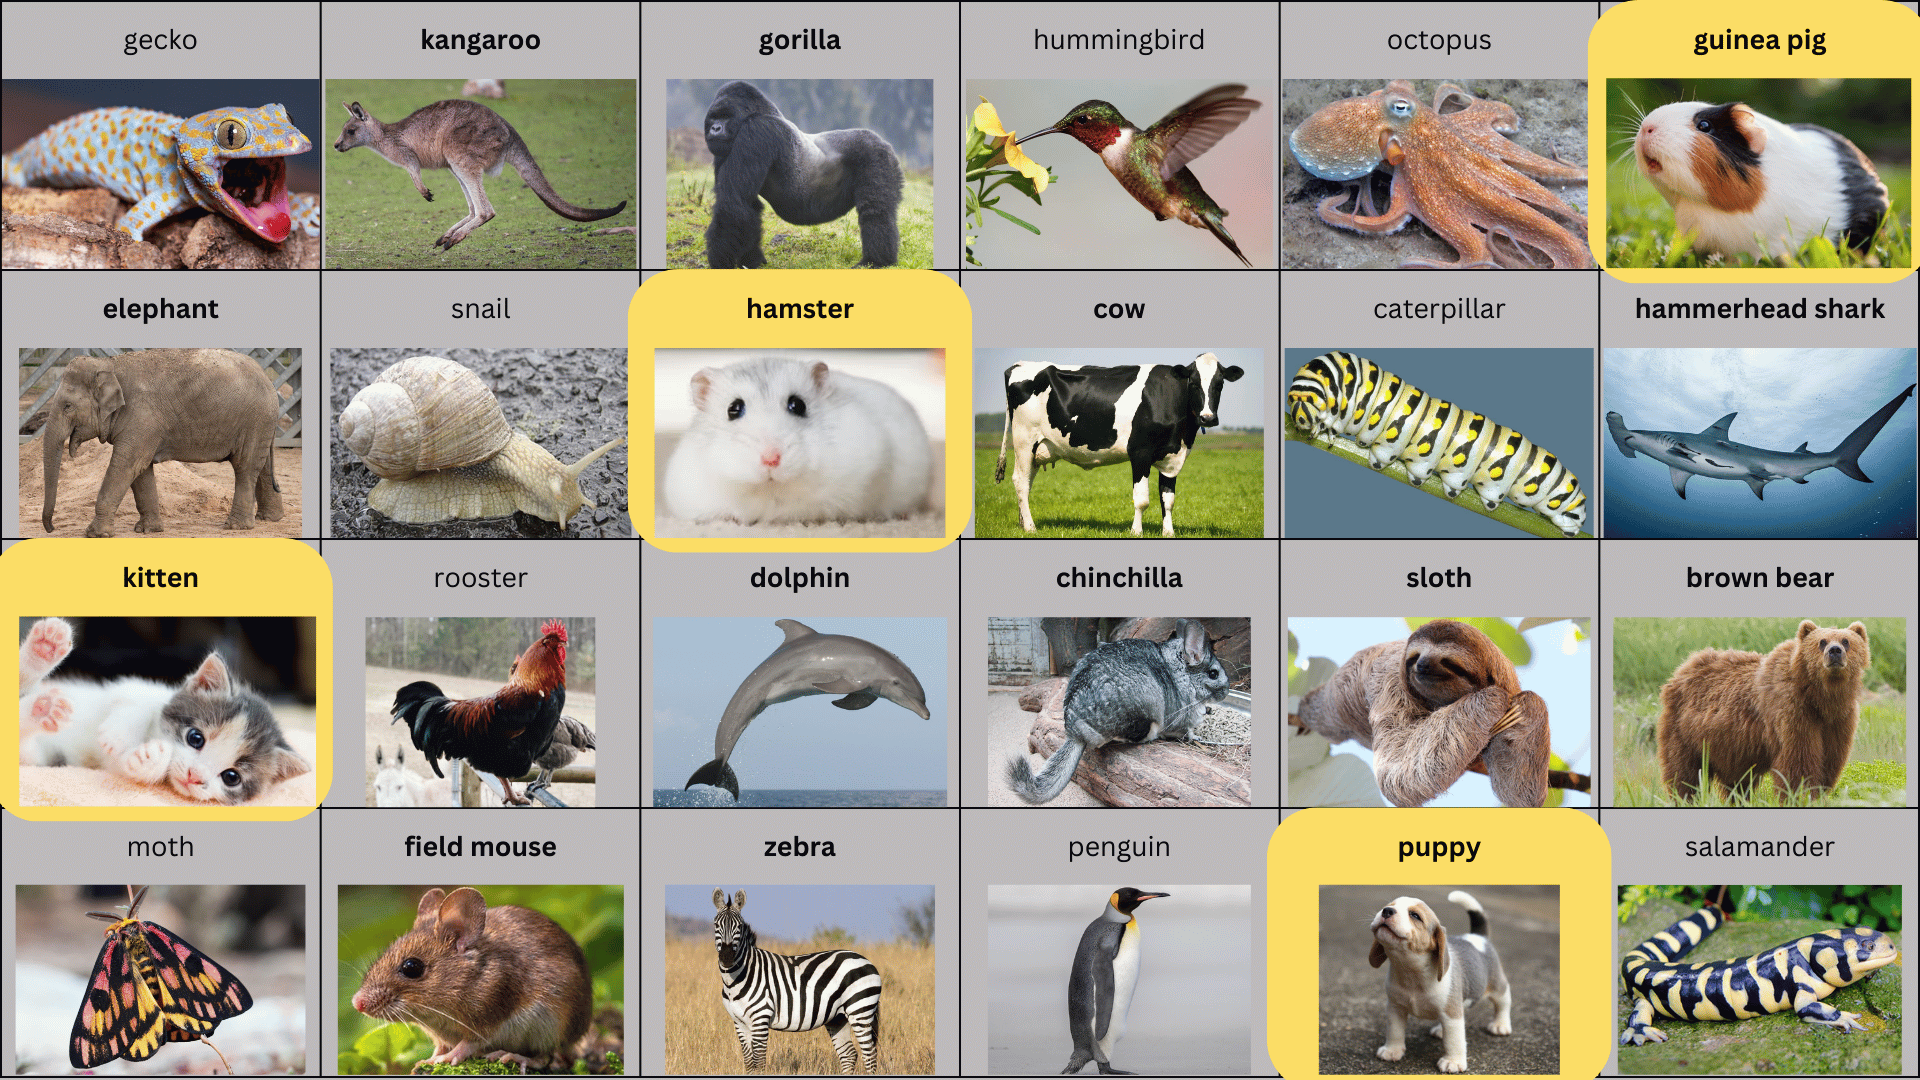 gecko
kangaroo
gorilla
hummingbird
octopus
guinea pig
elephant
snail
hamster
cow
caterpillar
hammerhead shark
kitten
rooster
dolphin
chinchilla
sloth
brown bear
moth
field mouse
zebra
penguin
puppy
salamander